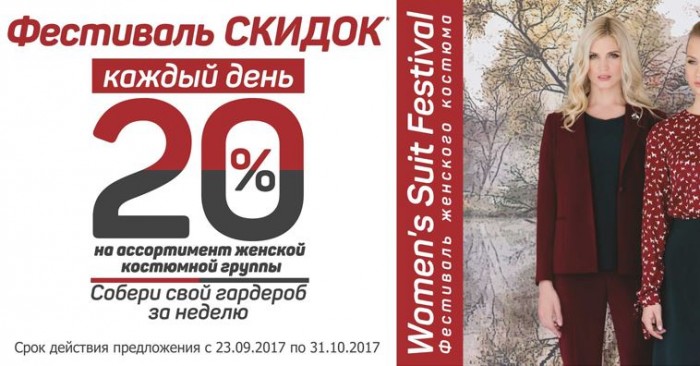 Фестиваль СКИДОК*
каждый день
20%
на ассортимент женской
костюмной группы
Собери свой гардероб
за неделю
Срок действия предложения с 23.09.2017 по 31.10.2017
Women's Suit Festival
Фестиваль женского костюма